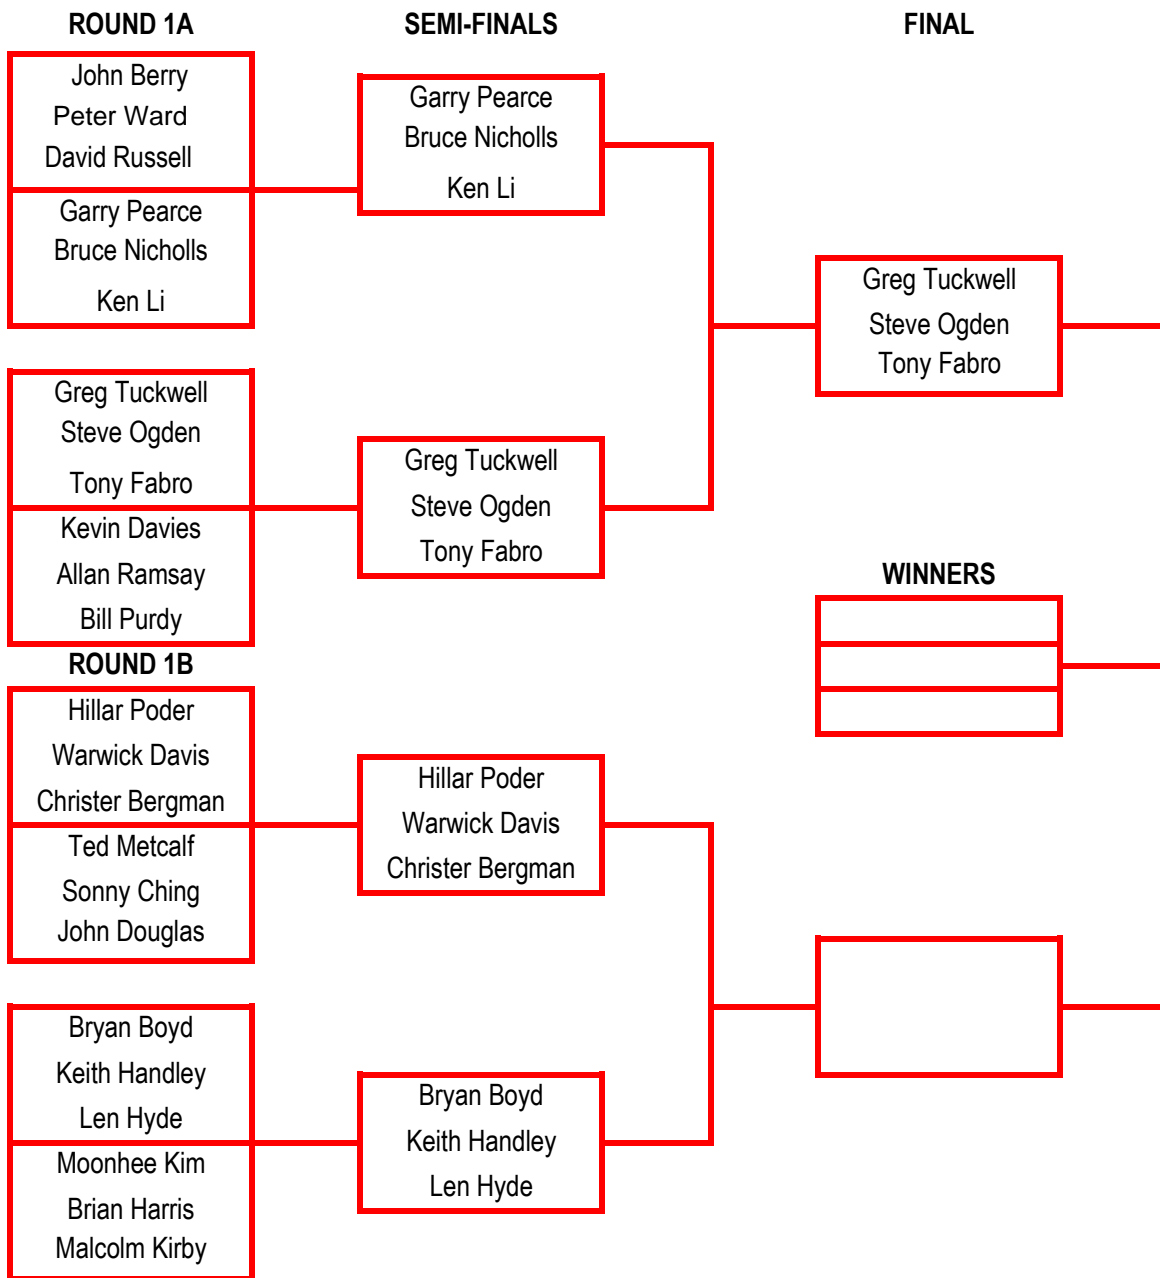 ROUND 1A
SEMI-FINALS
FINAL
John Berry
Peter Ward
David Russell
Garry Pearce
Bruce Nicholls
Ken Li
Greg Tuckwell
Steve Ogden
Tony Fabro
Kevin Davies
Allan Ramsay
Bill Purdy
ROUND 1B
Hillar Poder
Warwick Davis
Christer Bergman
Ted Metcalf
Sonny Ching
John Douglas
Bryan Boyd
Keith Handley
Len Hyde
Moonhee Kim
Brian Harris
Malcolm Kirby
Garry Pearce
Bruce Nicholls
Ken Li
Greg Tuckwell
Steve Ogden
Tony Fabro
Hillar Poder
Warwick Davis
Christer Bergman
Bryan Boyd
Keith Handley
Len Hyde
Greg Tuckwell
Steve Ogden
Tony Fabro
WINNERS